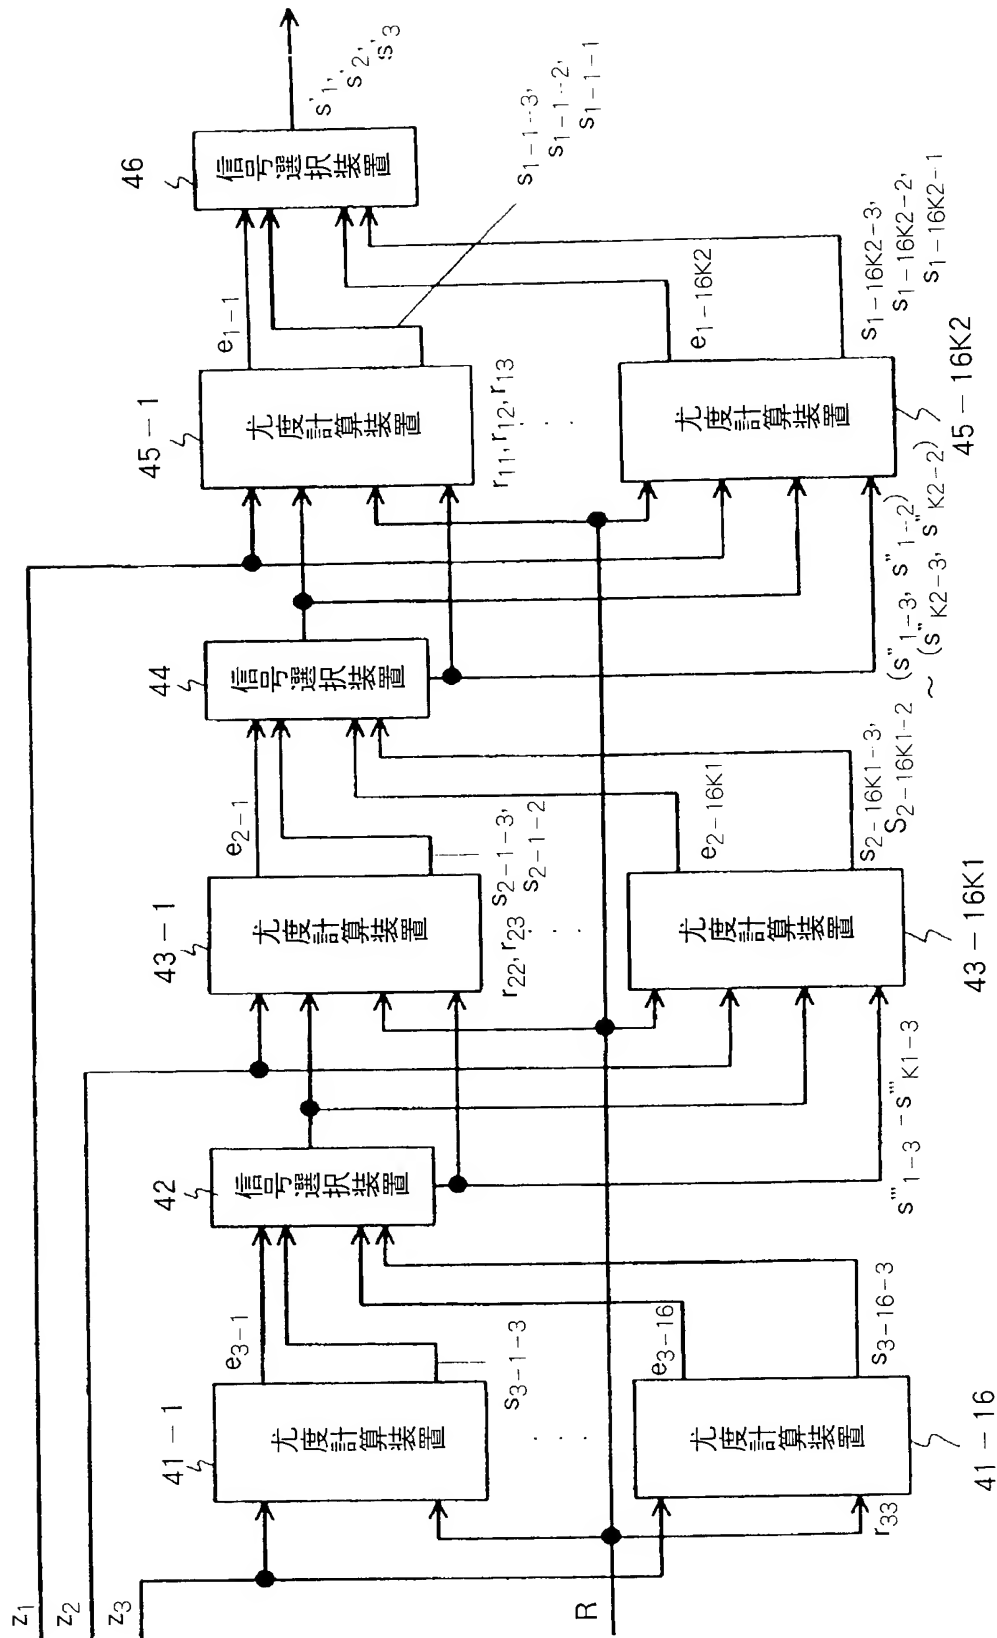 z1
z2
z3
R
41-1
尤度計算装置
e3-1
s3-1-3
尤度計算装置
41-16
r33
e3-16
s3-16-3
42
信号選択装置
s'''1-3 -s'''K1-3
43-1
尤度計算装置
r22, r23
e2-1
s2-1-3,
s2-1-2
尤度計算装置
43-16K1
e2-16K1
s2-16K1-3,
S2-16K1-2
44
信号選択装置
(s''1-3, s''1-2)
~ (s''K2-3, s''K2-2)
45-1
尤度計算装置
r11, r12, r13
e1-1
s1-1-3,
s1-1-2,
s1-1-1
尤度計算装置
45-16K2
e1-16K2
s1-16K2-3,
s1-16K2-2,
s1-16K2-1
46
信号選択装置
s'1, s'2, s'3